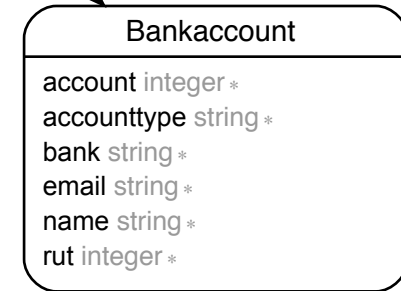 Bankaccount
account integer *
accounttype string *
bank string *
email string *
name string *
rut integer *